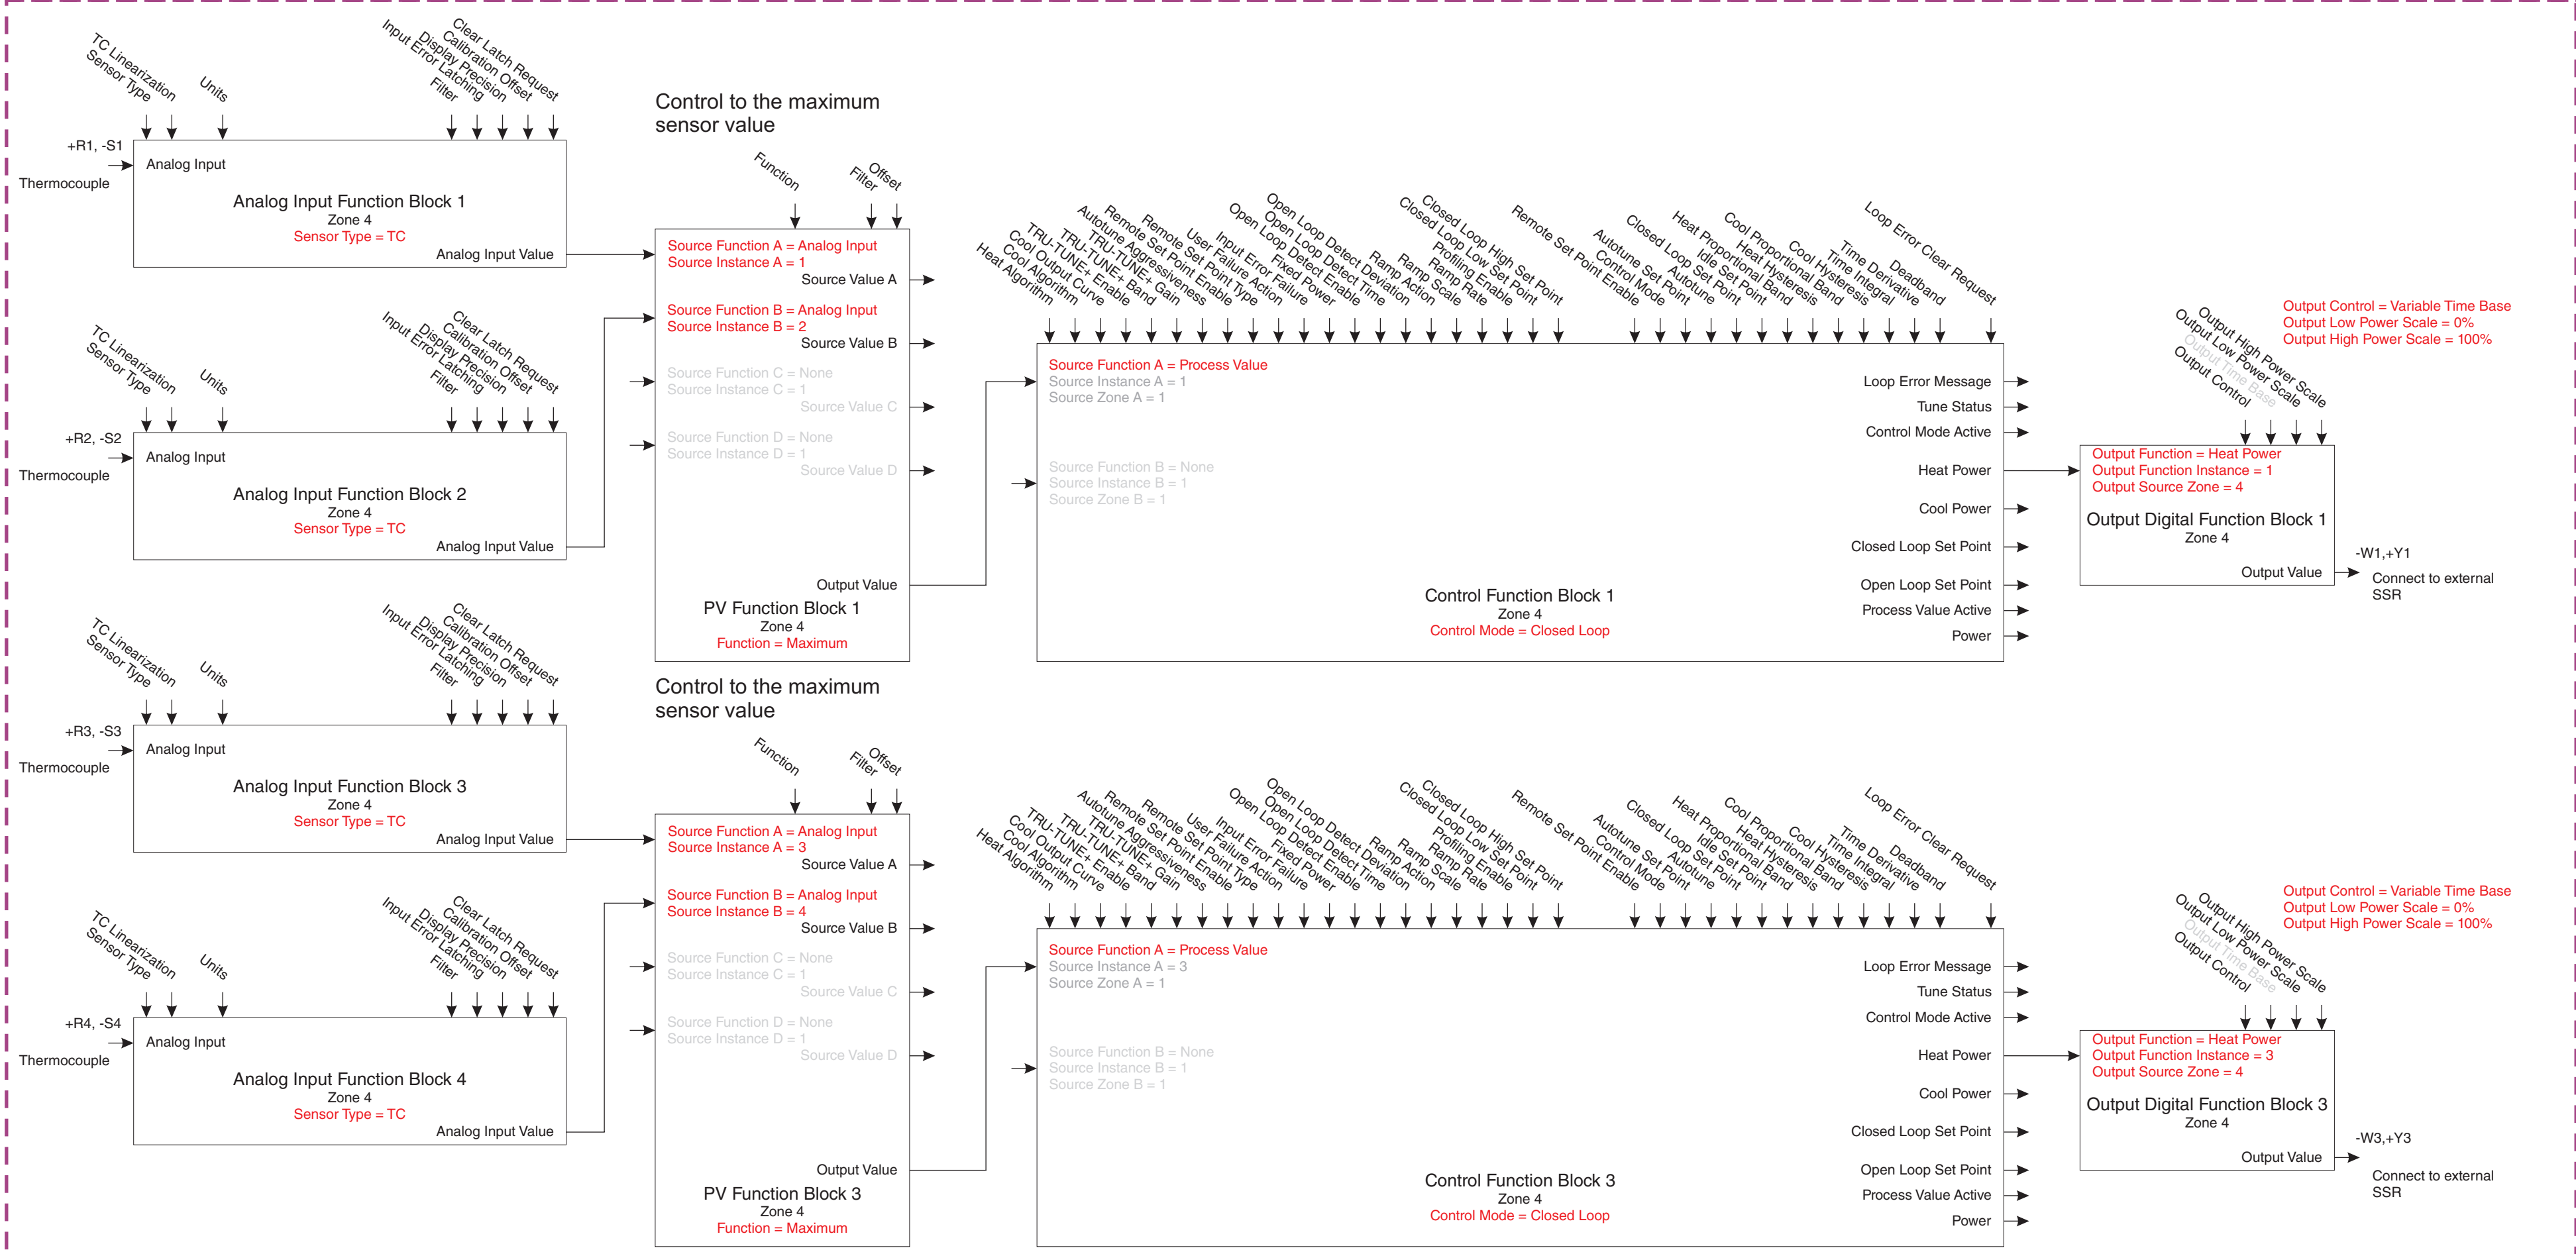 TC Linearization
Sensor Type
Units
Clear Latch Request
Calibration Offset
Display Precision
Input Error Latching
Filter
+R1, -S1
Thermocouple
Analog Input
Analog Input Function Block 1
Zone 4
Sensor Type = TC
Analog Input Value
TC Linearization
Sensor Type
Units
Clear Latch Request
Calibration Offset
Display Precision
Input Error Latching
Filter
+R2, -S2
Thermocouple
Analog Input
Analog Input Function Block 2
Zone 4
Sensor Type = TC
Analog Input Value
Control to the maximum
sensor value
Function
Filter
Offset
Source Function A = Analog Input
Source Instance A = 1
Source Value A
Source Function B = Analog Input
Source Instance B = 2
Source Value B
Source Function C = None
Source Instance C = 1
Source Value C
Source Function D = None
Source Instance D = 1
Source Value D
Output Value
PV Function Block 1
Zone 4
Function = Maximum
Heat Algorithm
Cool Algorithm
Cool Output Curve
TRU-TUNE+ Enable
TRU-TUNE+ Band
TRU-TUNE+ Gain
Autotune Aggressiveness
Remote Set Point Enable
Remote Set Point Type
User Failure Action
Input Error Failure
Fixed Power
Open Loop Detect Enable
Open Loop Detect Time
Open Loop Detect Deviation
Ramp Action
Ramp Scale
Ramp Rate
Profiling Enable
Closed Loop Low Set Point
Closed Loop High Set Point
Remote Set Point Enable
Control Mode
Autotune Set Point
Autotune
Closed Loop Set Point
Idle Set Point
Heat Proportional Band
Heat Hysteresis
Cool Proportional Band
Cool Hysteresis
Time Integral
Time Derivative
Deadband
Loop Error Clear Request
Source Function A = Process Value
Source Instance A = 1
Source Zone A = 1
Source Function B = None
Source Instance B = 1
Source Zone B = 1
Loop Error Message
Tune Status
Control Mode Active
Heat Power
Cool Power
Closed Loop Set Point
Open Loop Set Point
Process Value Active
Power
Control Function Block 1
Zone 4
Control Mode = Closed Loop
Output Control = Variable Time Base
Output Low Power Scale = 0%
Output High Power Scale = 100%
Output High Power Scale
Output Low Power Scale
Output Time Base
Output Control
Output Function = Heat Power
Output Function Instance = 1
Output Source Zone = 4
Output Digital Function Block 1
Zone 4
Output Value
-W1,+Y1
Connect to external
SSR
TC Linearization
Sensor Type
Units
Clear Latch Request
Calibration Offset
Display Precision
Input Error Latching
Filter
+R3, -S3
Thermocouple
Analog Input
Analog Input Function Block 3
Zone 4
Sensor Type = TC
Analog Input Value
TC Linearization
Sensor Type
Units
Clear Latch Request
Calibration Offset
Display Precision
Input Error Latching
Filter
+R4, -S4
Thermocouple
Analog Input
Analog Input Function Block 4
Zone 4
Sensor Type = TC
Analog Input Value
Control to the maximum
sensor value
Function
Filter
Offset
Source Function A = Analog Input
Source Instance A = 3
Source Value A
Source Function B = Analog Input
Source Instance B = 4
Source Value B
Source Function C = None
Source Instance C = 1
Source Value C
Source Function D = None
Source Instance D = 1
Source Value D
Output Value
PV Function Block 3
Zone 4
Function = Maximum
Heat Algorithm
Cool Algorithm
Cool Output Curve
TRU-TUNE+ Enable
TRU-TUNE+ Band
TRU-TUNE+ Gain
Autotune Aggressiveness
Remote Set Point Enable
Remote Set Point Type
User Failure Action
Input Error Failure
Fixed Power
Open Loop Detect Enable
Open Loop Detect Time
Open Loop Detect Deviation
Ramp Action
Ramp Scale
Ramp Rate
Profiling Enable
Closed Loop Low Set Point
Closed Loop High Set Point
Remote Set Point Enable
Control Mode
Autotune Set Point
Autotune
Closed Loop Set Point
Idle Set Point
Heat Proportional Band
Heat Hysteresis
Cool Proportional Band
Cool Hysteresis
Time Integral
Time Derivative
Deadband
Loop Error Clear Request
Source Function A = Process Value
Source Instance A = 3
Source Zone A = 1
Source Function B = None
Source Instance B = 1
Source Zone B = 1
Loop Error Message
Tune Status
Control Mode Active
Heat Power
Cool Power
Closed Loop Set Point
Open Loop Set Point
Process Value Active
Power
Control Function Block 3
Zone 4
Control Mode = Closed Loop
Output Control = Variable Time Base
Output Low Power Scale = 0%
Output High Power Scale = 100%
Output High Power Scale
Output Low Power Scale
Output Time Base
Output Control
Output Function = Heat Power
Output Function Instance = 3
Output Source Zone = 4
Output Digital Function Block 3
Zone 4
Output Value
-W3,+Y3
Connect to external
SSR